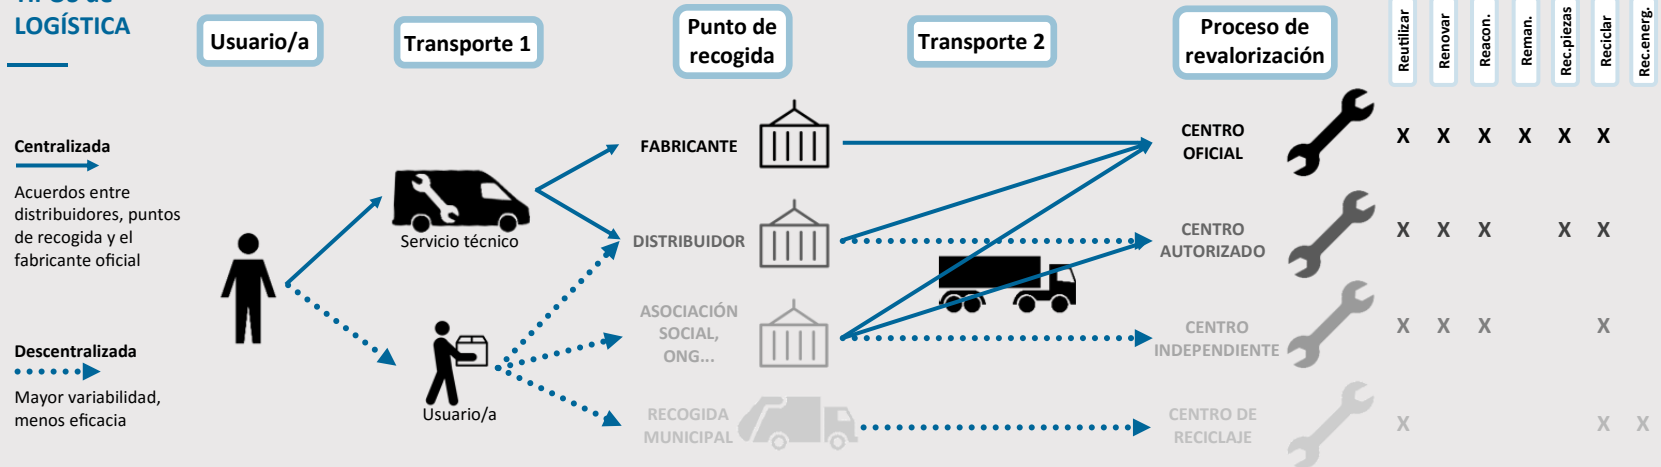 TIPOS de
LOGÍSTICA
Usuario/a
Transporte 1
Punto de
recogida
Transporte 2
Proceso de
revalorización
Reutilizar
Renovar
Reacon.
Reman.
Rec.piezas
Reciclar
Rec.energ.
Centralizada
Acuerdos entre
distribuidores, puntos
de recogida y el
fabricante oficial
Descentralizada
Mayor variabilidad,
menos eficacia
Servicio técnico
Usuario/a
FABRICANTE
DISTRIBUIDOR
ASOCIACIÓN
SOCIAL,
ONG...
RECOGIDA
MUNICIPAL
CENTRO
OFICIAL
X X X X X X
CENTRO
AUTORIZADO
X X X X X
CENTRO
INDEPENDIENTE
X X X X
CENTRO DE
RECICLAJE
X X X